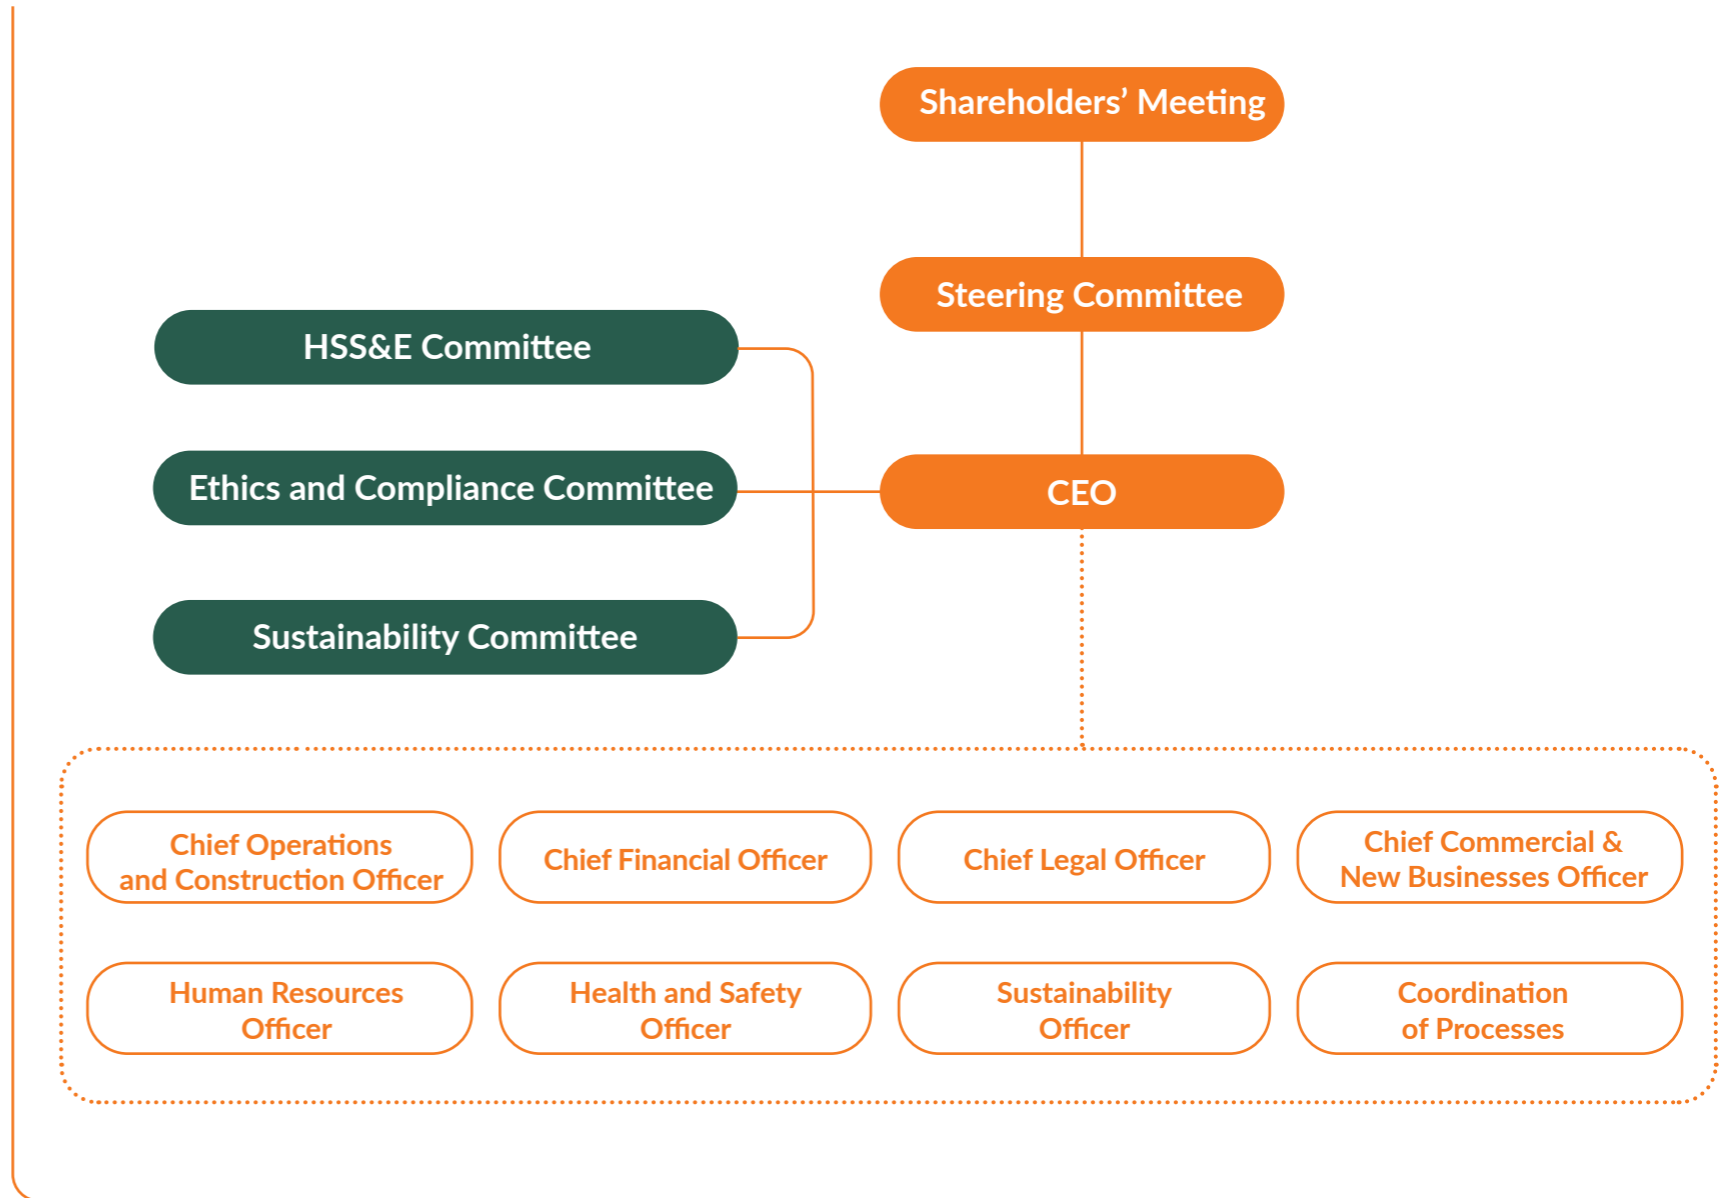 Shareholders’ Meeting
Steering Committee
HSS&E Committee
Ethics and Compliance Committee
CEO
Sustainability Committee
Chief Operations
and Construction Officer
Chief Financial Officer
Chief Legal Officer
Chief Commercial &
New Businesses Officer
Human Resources
Officer
Health and Safety
Officer
Sustainability
Officer
Coordination
of Processes